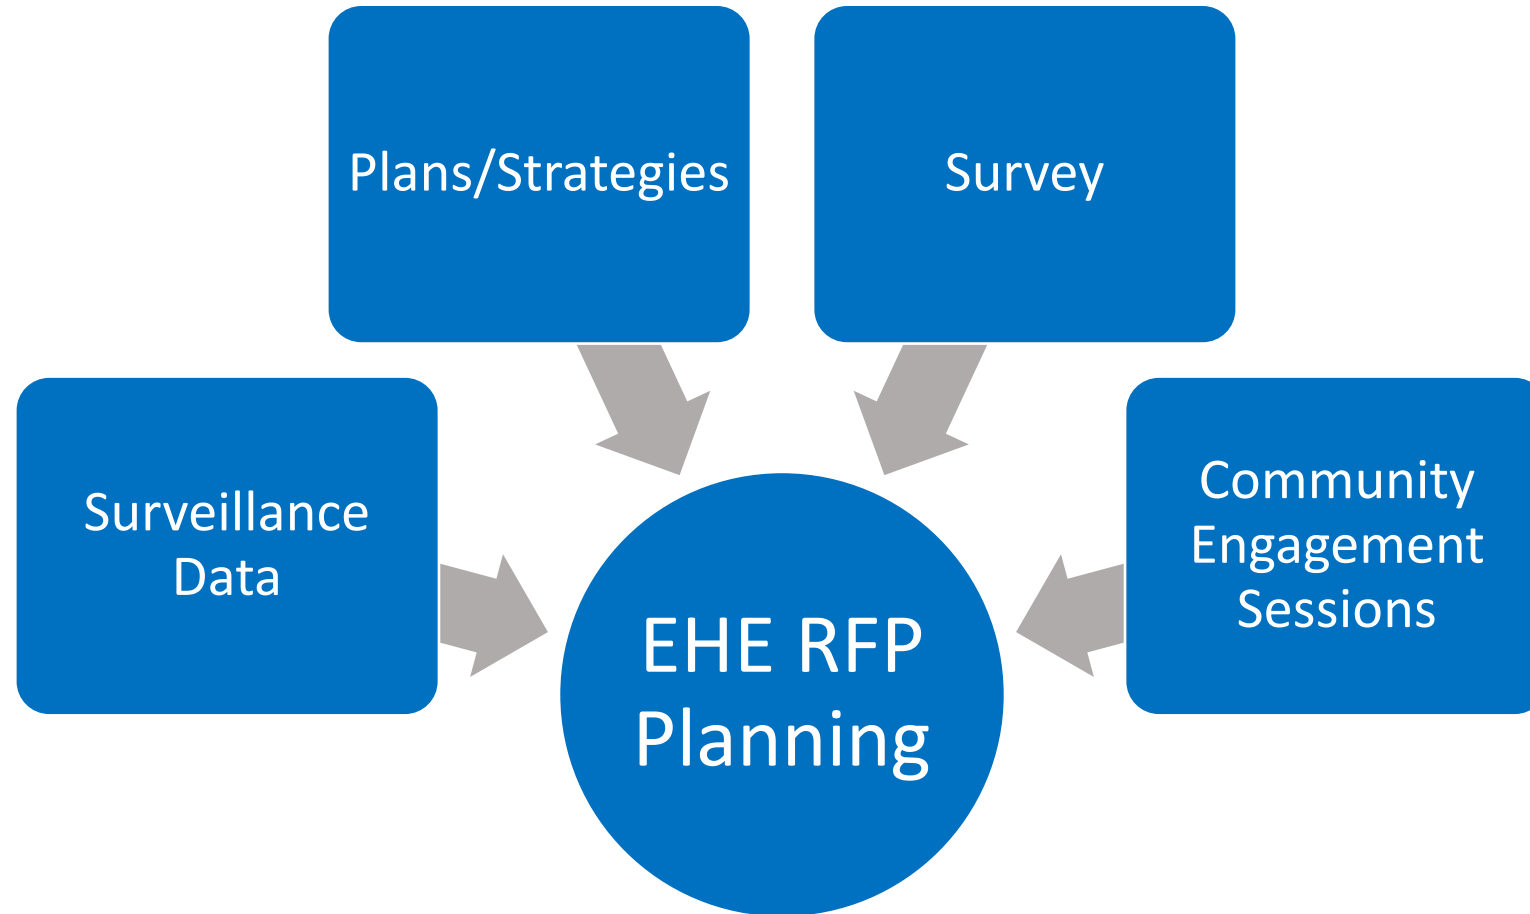 Plans/Strategies
Survey
Surveillance
Data
Community
Engagement
Sessions
EHE RFP
Planning